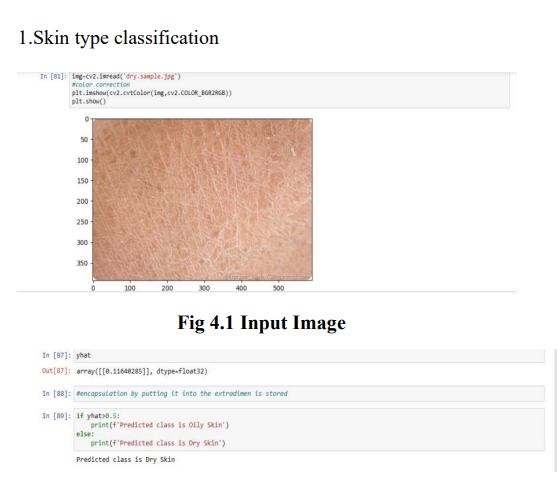 1.Skin type classification
In [81]: img=cv2.imread('dry.sample.jpg')
#color correction
plt.imshow(cv2.cvtColor(img,cv2.COLOR_BGR2RGB))
plt.show()
0
50
100
150
200
250
300
350
0 100 200 300 400 500
Fig 4.1 Input Image
In [87]: yhat
Out[87]: array([[0.11640285]], dtype=float32)
In [88]: #encapsulation by putting it into the extradimen is stored
In [89]: if yhat>0.5:
print(f'Predicted class is Oily Skin')
else:
print(f'Predicted class is Dry Skin')
Predicted class is Dry Skin